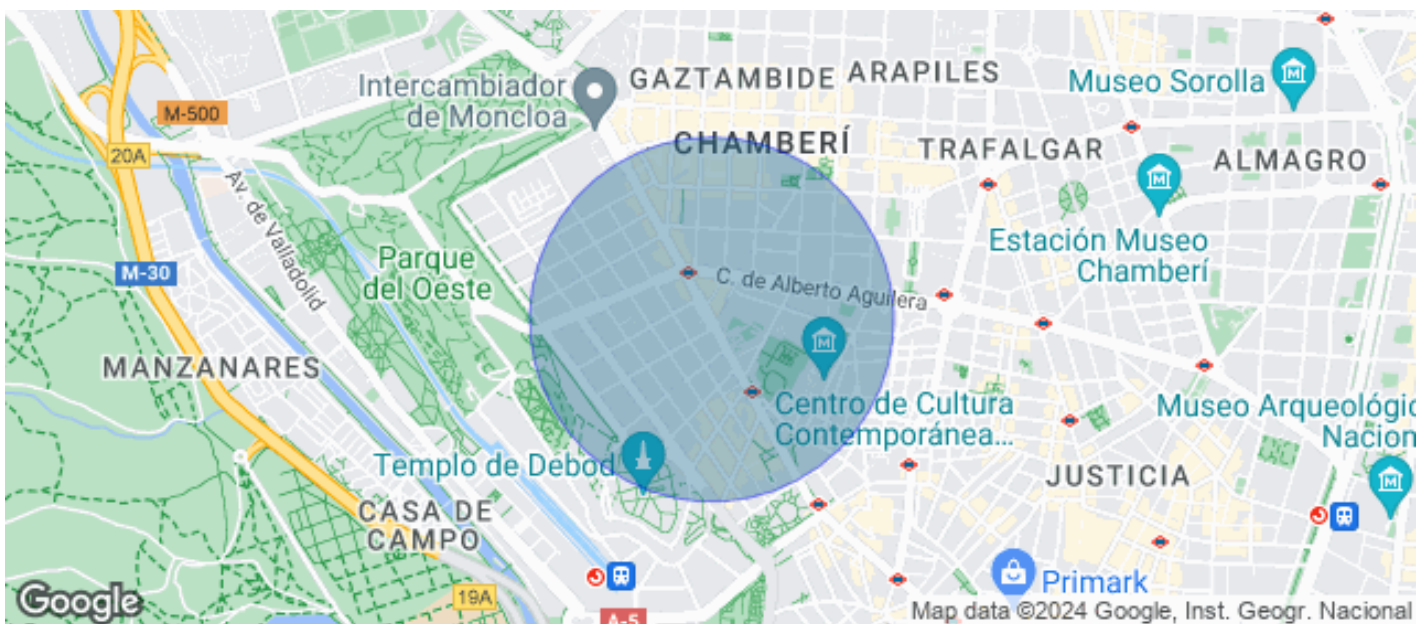 GAZTAMBIDE
ARAPILES
Museo Sorolla
Intercambiador
de Moncloa
M-500
CHAMBERÍ
TRAFALGAR
ALMAGRO
20A
Av. de Valladolid
Parque
del Oeste
M-30
Estación Museo
Chamberí
C. de Alberto Aguilera
MANZANARES
Centro de Cultura
Contemporánea...
Museo Arqueológic
Nacion
Templo de Debod
JUSTICIA
CASA DE
CAMPO
Primark
19A
A-5
Google
Map data ©2024 Google, Inst. Geogr. Nacional